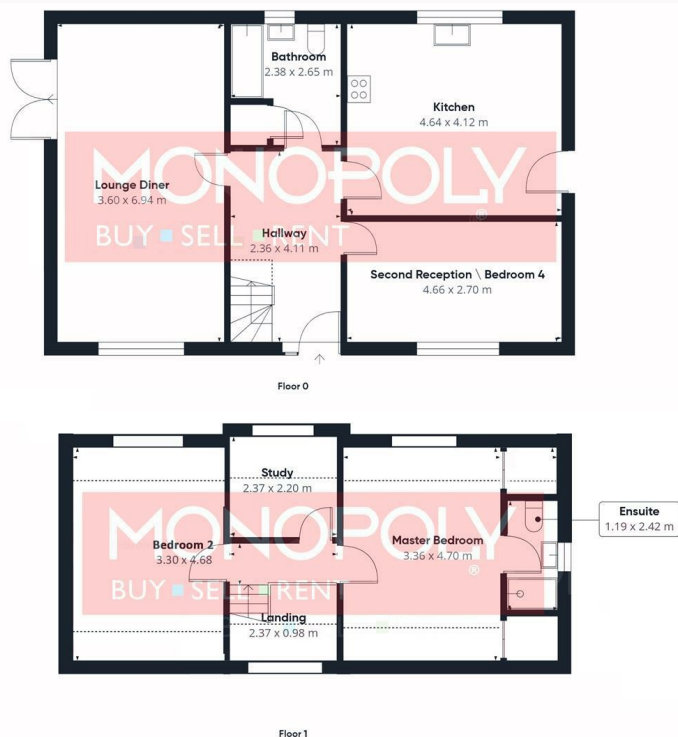 Bathroom
2.38 x 2.65 m
Kitchen
4.64 x 4.12 m
MONOPOLY
®
BUY SELL RENT
Lounge Diner
3.60 x 6.94 m
Hallway
2.36 x 4.11 m
Second Reception \ Bedroom 4
4.66 x 2.70 m
Floor 0
Study
2.37 x 2.20 m
Ensuite
1.19 x 2.42 m
MONOPOLY
®
BUY SELL RENT
Bedroom 2
3.30 x 4.68
Master Bedroom
3.36 x 4.70 m
Landing
2.37 x 0.98 m
Floor 1